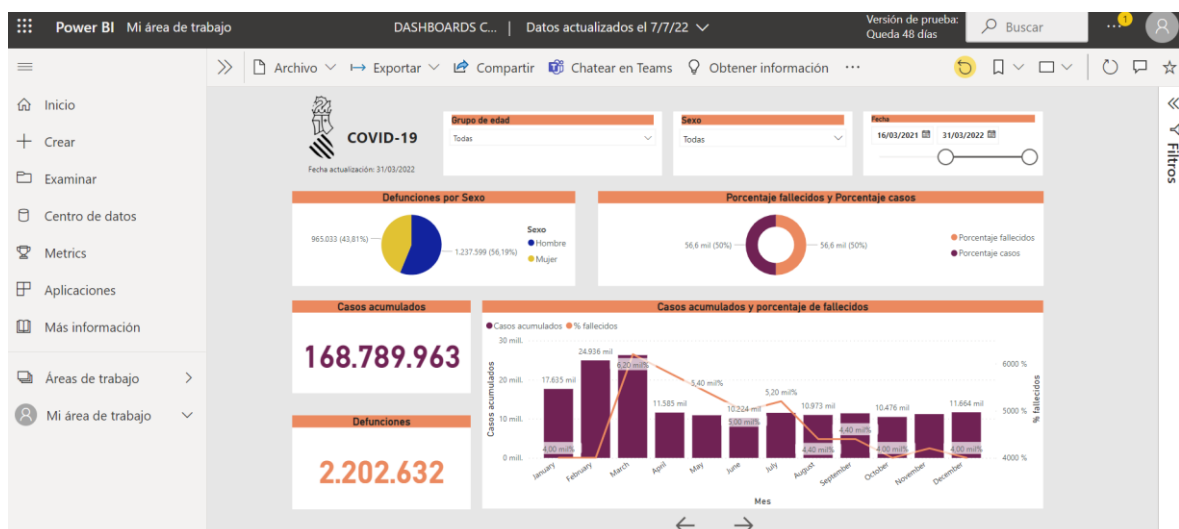 Power BI Mi área de trabajo
DASHBOARDS C... | Datos actualizados el 7/7/22
Versión de prueba:
Queda 48 días
Buscar
1
Archivo
Exportar
Compartir
Chatear en Teams
Obtener información
Inicio
Crear
Examinar
Centro de datos
Metrics
Aplicaciones
Más información
Áreas de trabajo
Mi área de trabajo
Filtros
COVID-19
Fecha actualización: 31/03/2022
Grupo de edad
Todas
Sexo
Todas
Fecha
16/03/2021 31/03/2022
Defunciones por Sexo
965.033 (43,81%)
1.237.599 (56,19%)
Sexo
Hombre
Mujer
Porcentaje fallecidos y Porcentaje casos
56,6 mil (50%)
56,6 mil (50%)
Porcentaje fallecidos
Porcentaje casos
Casos acumulados
168.789.963
Defunciones
2.202.632
Casos acumulados y porcentaje de fallecidos
Casos acumulados % fallecidos
Casos acumulados
30 mill.
20 mill.
10 mill.
0 mill.
17.635 mil
24.936 mil
11.585 mil
10.224 mil
10.973 mil
10.476 mil
11.664 mil
4,00 mil%
6,20 mil%
5,40 mil%
5,00 mil%
5,20 mil%
4,40 mil%
4,40 mil%
4,00 mil%
4,00 mil%
6000 %
5000 %
4000 %
% fallecidos
January
February
March
April
May
June
July
August
September
October
November
December
Mes